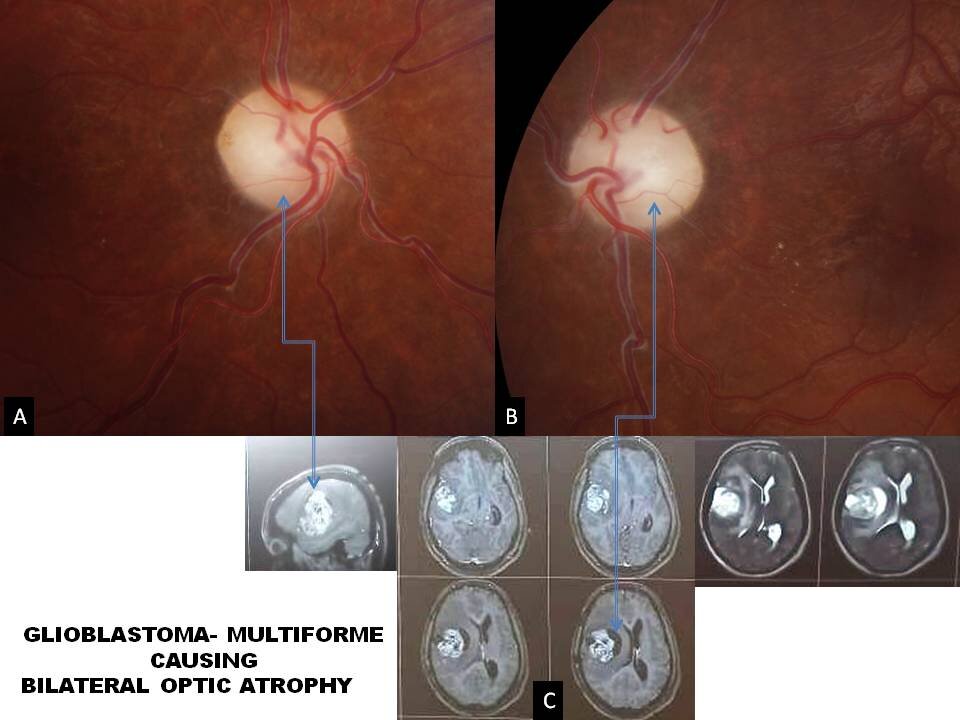 A
B
GLIOBLASTOMA- MULTIFORME
CAUSING
BILATERAL OPTIC ATROPHY
C